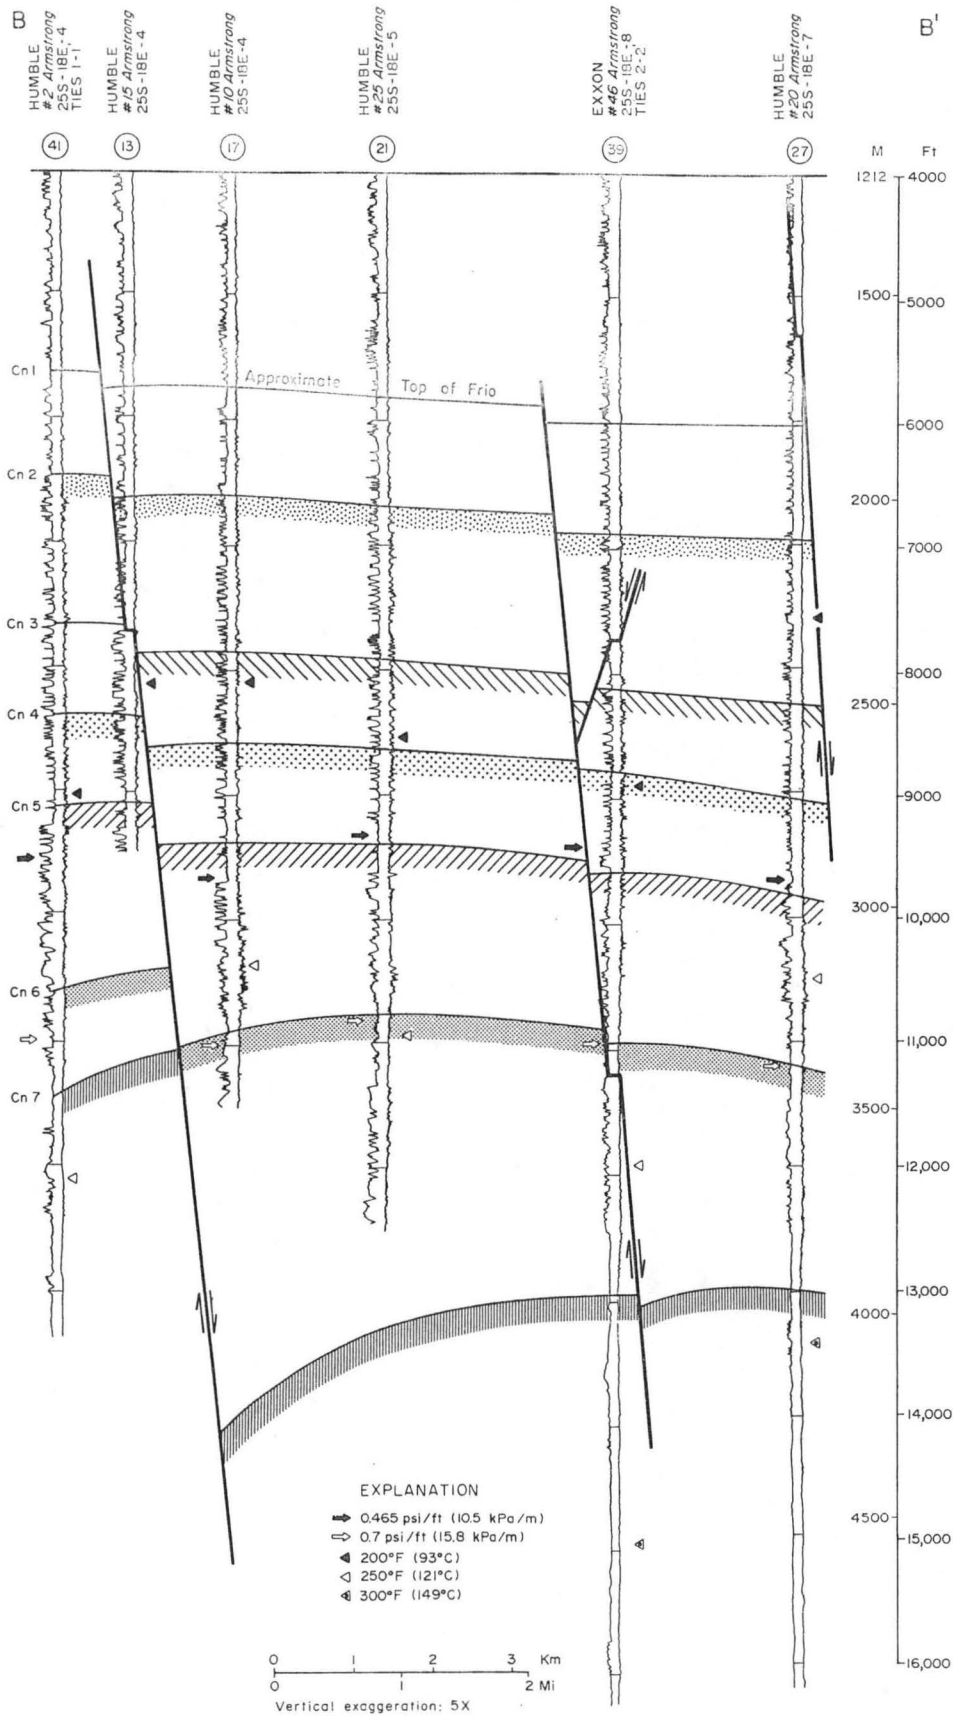 B
B'
HUMBLE
#2 Armstrong
25S-18E-4
TIES 1-1'
HUMBLE
#15 Armstrong
25S-18E-4
HUMBLE
#10 Armstrong
25S-18E-4
HUMBLE
#25 Armstrong
25S-18E-5
EXXON
#46 Armstrong
25S-18E-8
TIES 2-2'
HUMBLE
#20 Armstrong
25S-18E-7
41
13
17
21
39
27
M Ft
1212 4000
1500
5000
Cn 1
Approximate Top of Frio
6000
Cn 2
2000
7000
Cn 3
8000
2500
Cn 4
9000
Cn 5
3000
10,000
Cn 6
11,000
Cn 7
3500
12,000
13,000
4000
14,000
4500
15,000
16,000
EXPLANATION
0.465 psi/ft (10.5 kPa/m)
0.7 psi/ft (15.8 kPa/m)
200°F (93°C)
250°F (121°C)
300°F (149°C)
0 1 2 3 Km
0 1 2 Mi
Vertical exaggeration: 5X